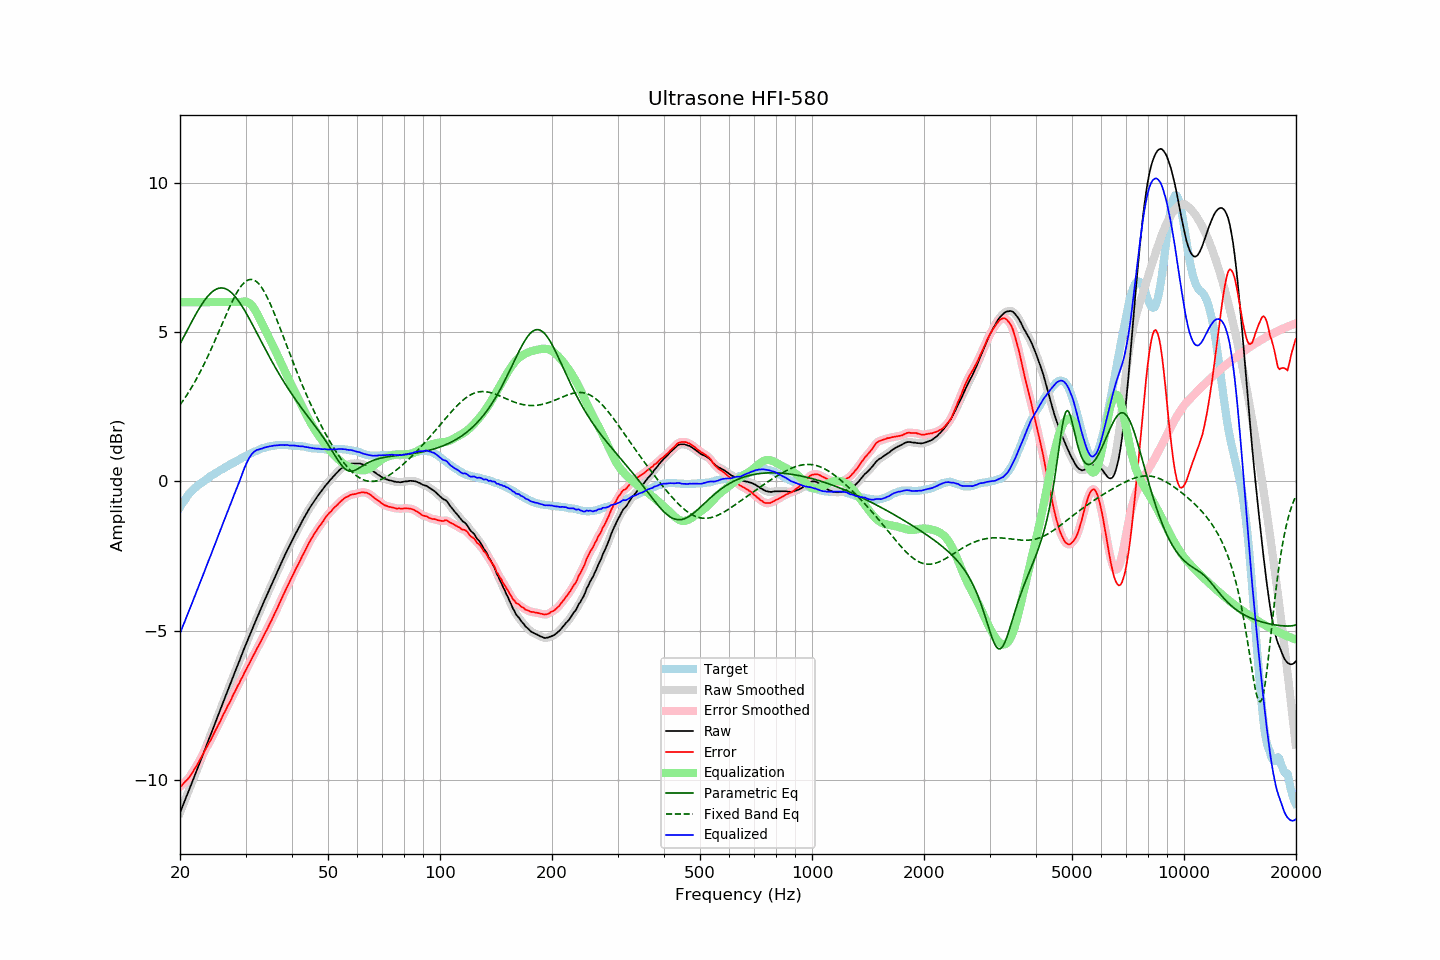 Ultrasone HFI-580
Amplitude (dBr)
10
5
0
−5
−10
20
50
100
200
500
1000
2000
5000
10000
20000
Frequency (Hz)
Target
Raw Smoothed
Error Smoothed
Raw
Error
Equalization
Parametric Eq
Fixed Band Eq
Equalized